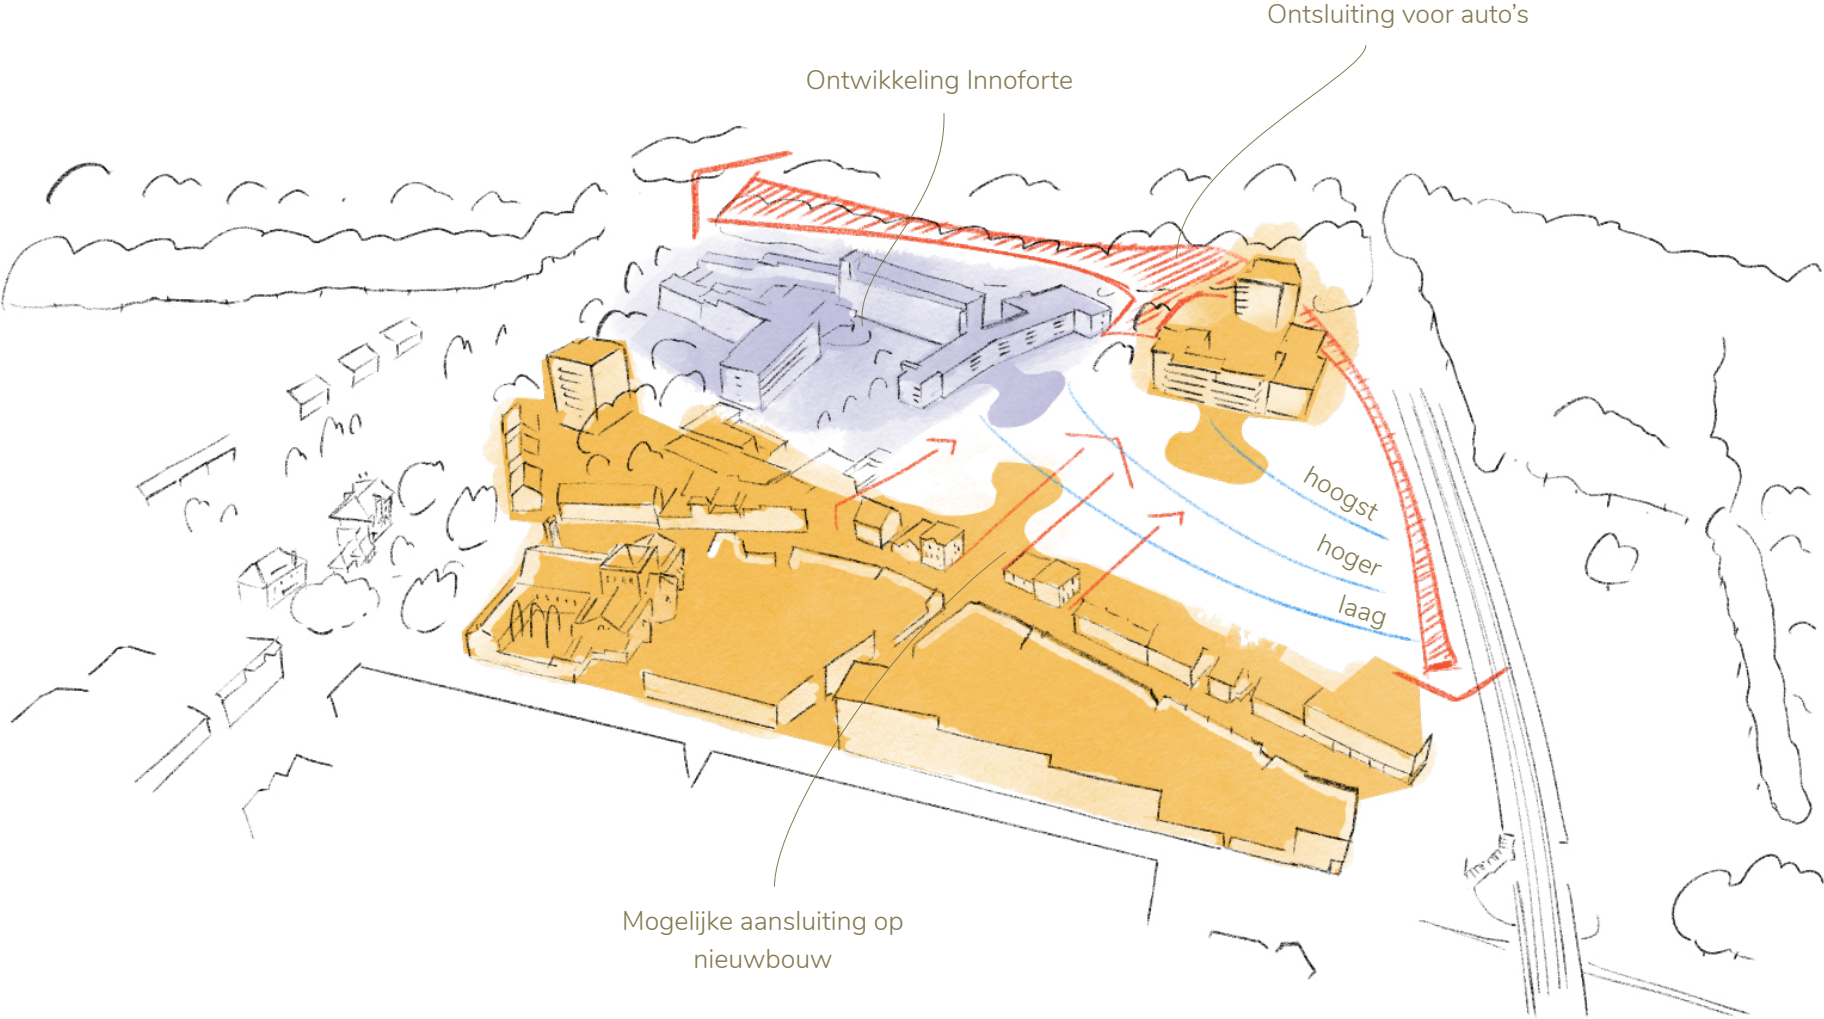 Ontsluiting voor auto’s
Ontwikkeling Innoforte
hoogst
hoger
laag
Mogelijke aansluiting op
nieuwbouw